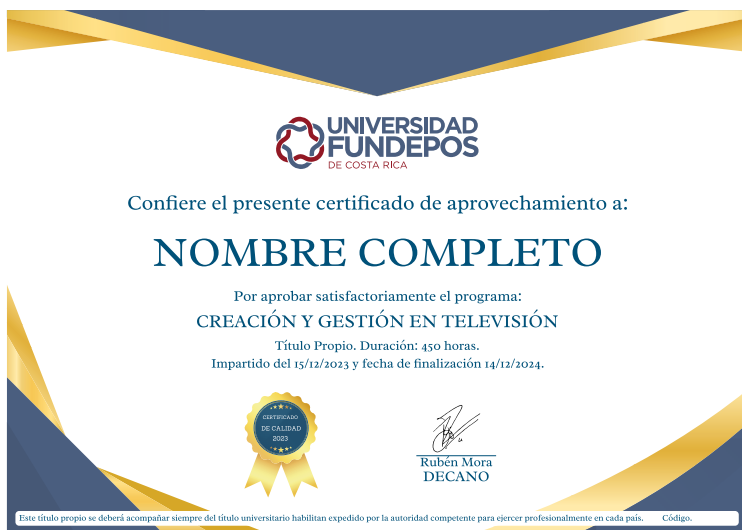 UNIVERSIDAD
FUNDEPOS
DE COSTA RICA
Confiere el presente certificado de aprovechamiento a:
NOMBRE COMPLETO
Por aprobar satisfactoriamente el programa:
CREACIÓN Y GESTIÓN EN TELEVISIÓN
Título Propio. Duración: 450 horas.
Impartido del 15/12/2023 y fecha de finalización 14/12/2024.
CERTIFICADO
DE CALIDAD
2023
Rubén Mora
DECANO
Este título propio se deberá acompañar siempre del título universitario habilitan expedido por la autoridad competente para ejercer profesionalmente en cada país. Código.